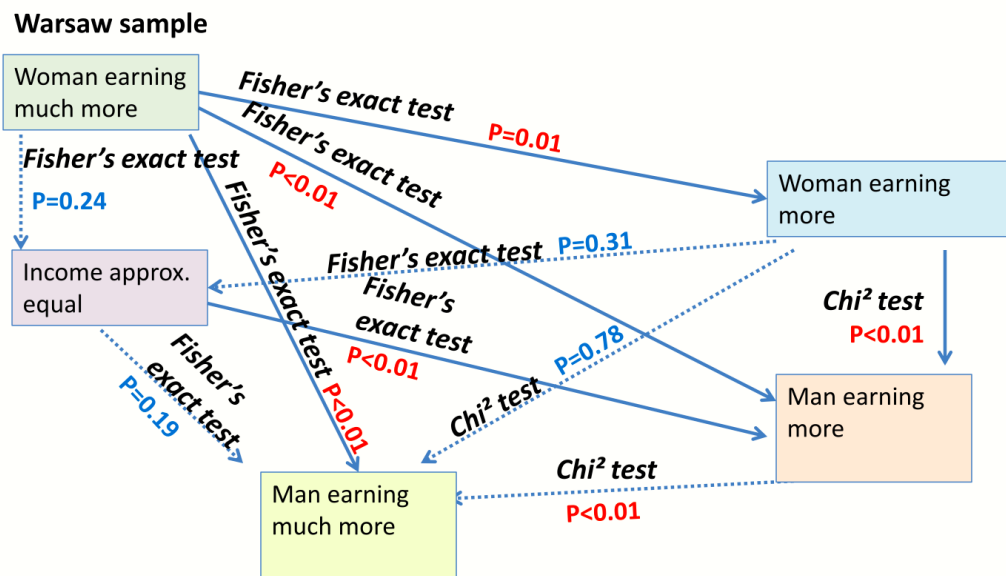 Warsaw sample
Woman earning
much more
Fisher's exact test
P=0.01
Fisher's exact test
P<0.01
Fisher's exact test
P=0.24
Fisher's exact test
P<0.01
Woman earning
more
Fisher's exact test
P=0.31
Income approx.
equal
Fisher's
exact test
P<0.01
Chi² test
P<0.01
Chi² test
P=0.78
Fisher's
exact test
P=0.19
Man earning
more
Chi² test
P<0.01
Man earning
much more